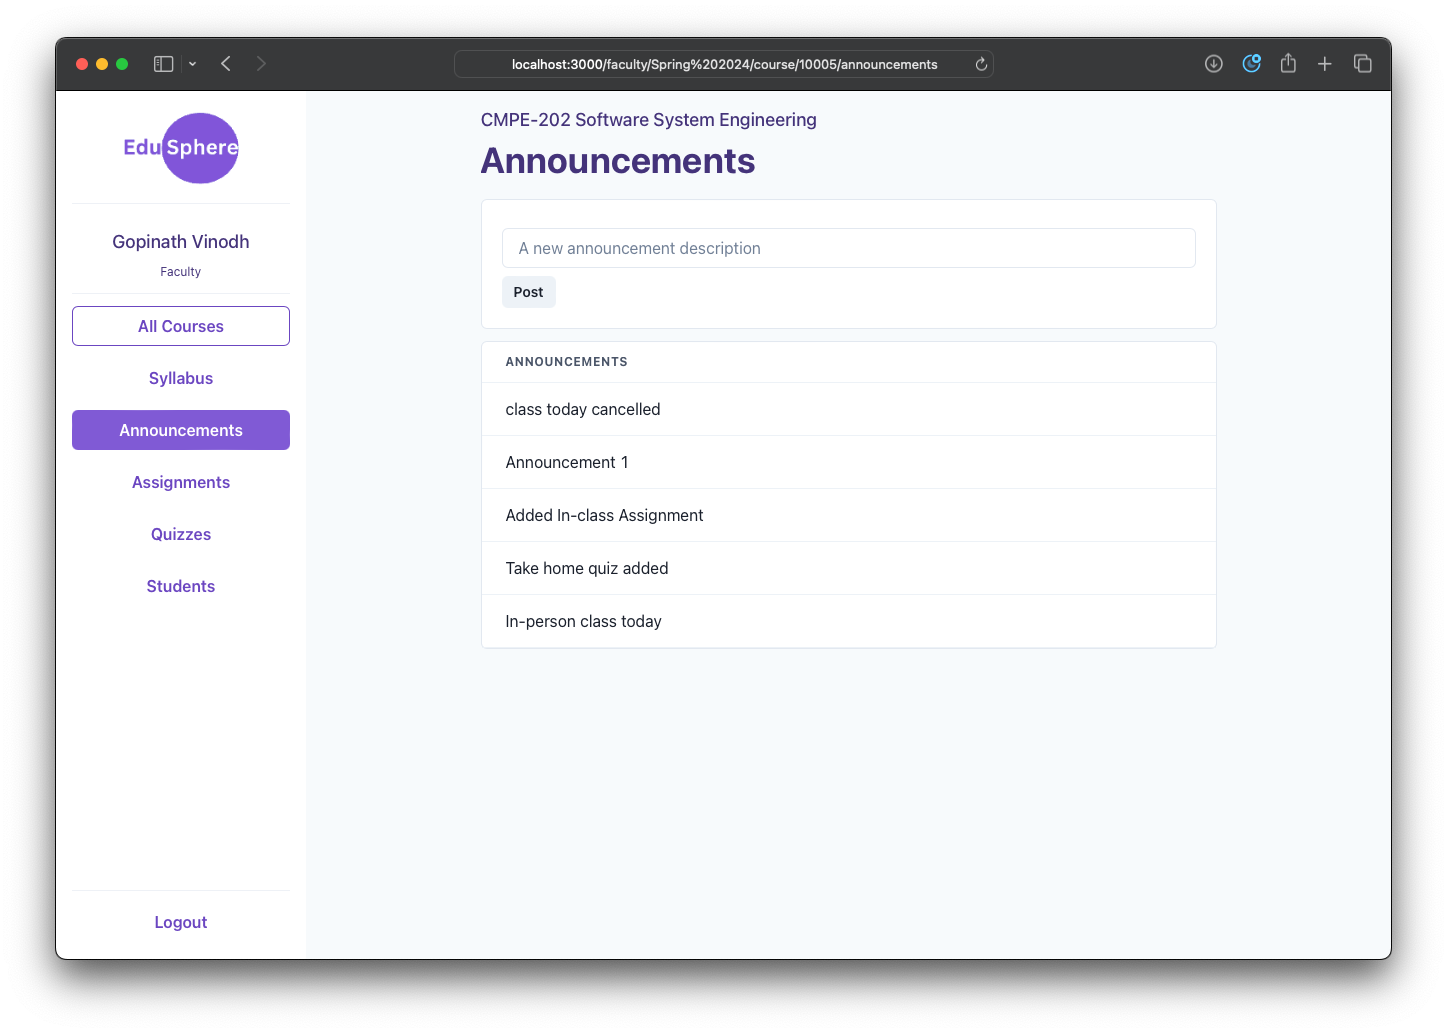 localhost:3000/faculty/Spring%202024/course/10005/announcements
EduSphere
Gopinath Vinodh
Faculty
All Courses
Syllabus
Announcements
Assignments
Quizzes
Students
Logout
CMPE-202 Software System Engineering
Announcements
A new announcement description
Post
ANNOUNCEMENTS
class today cancelled
Announcement 1
Added In-class Assignment
Take home quiz added
In-person class today